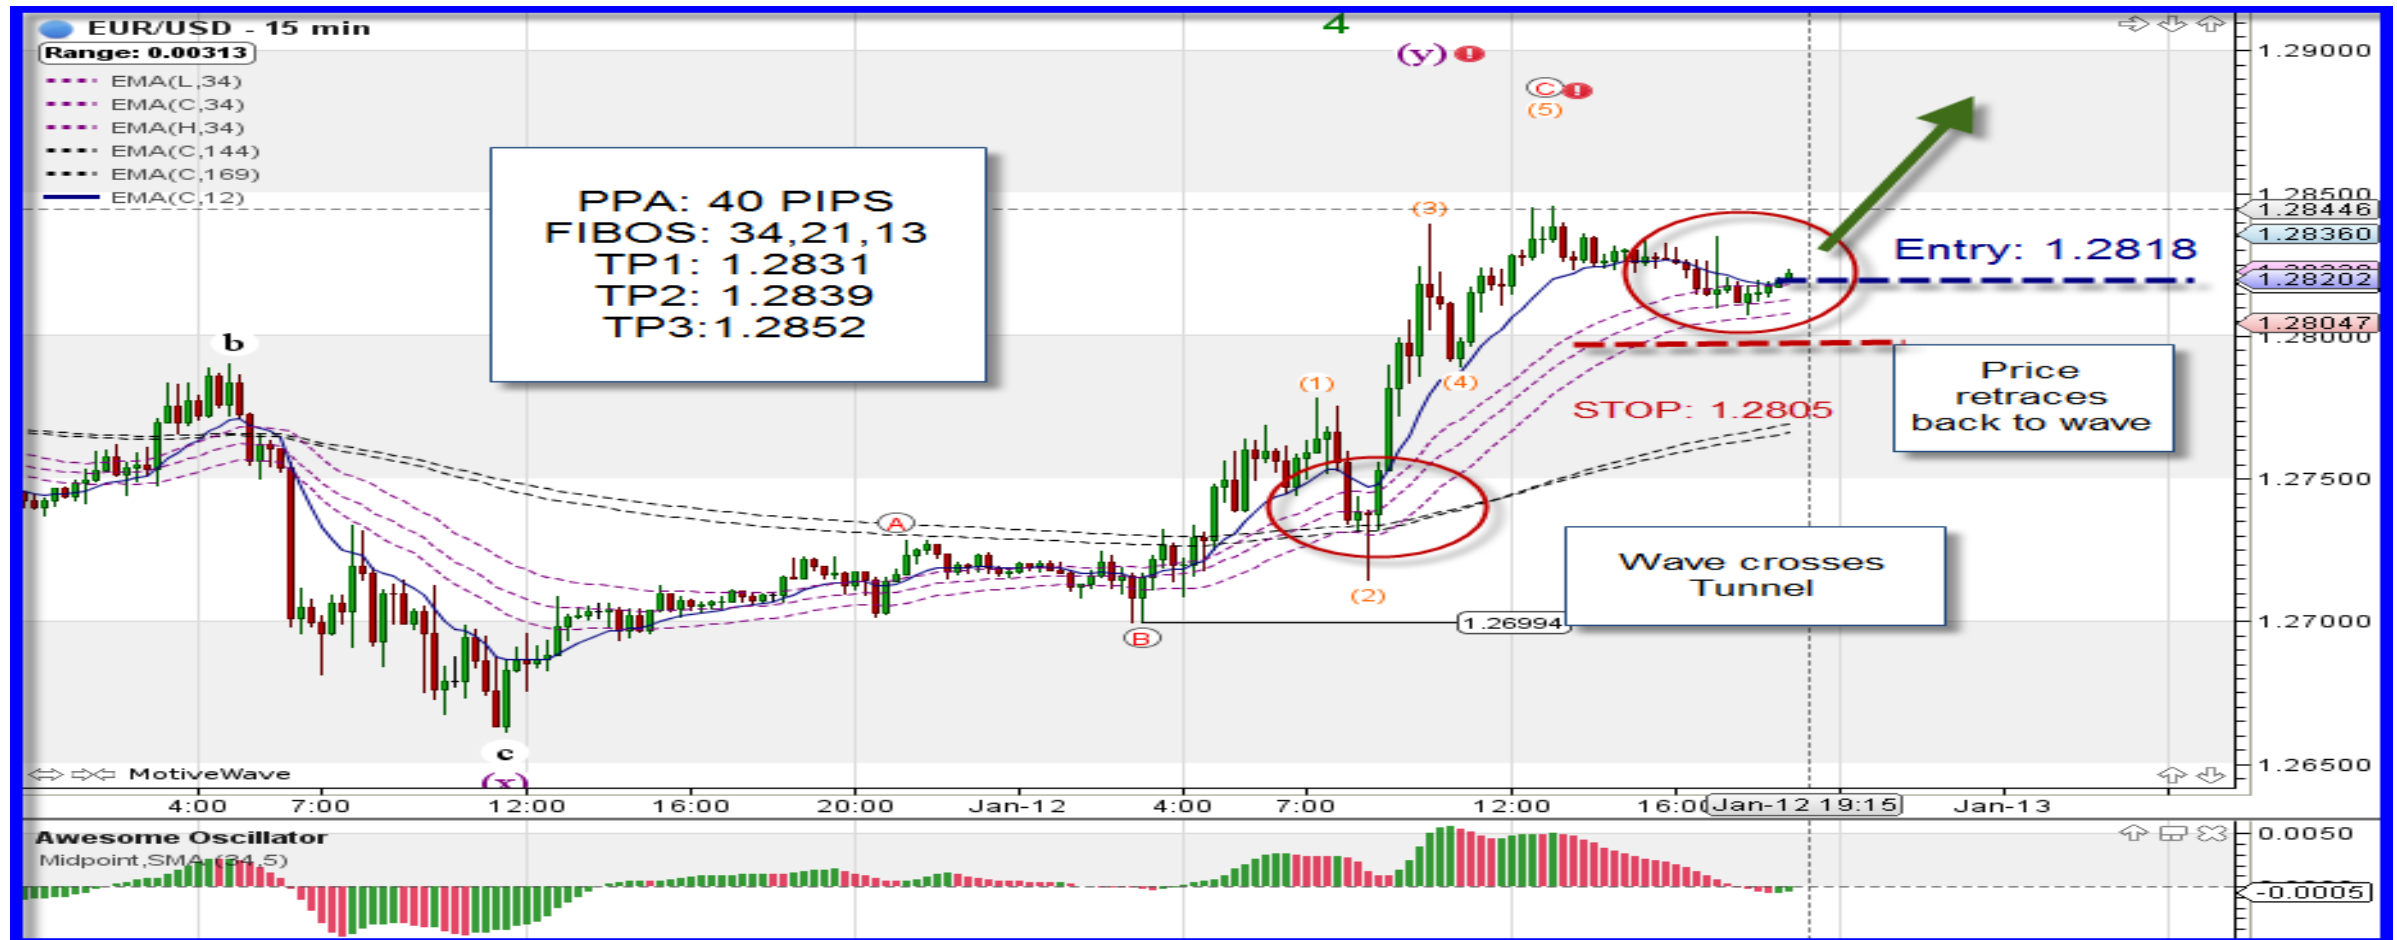 EUR/USD - 15 min
Range: 0.00313
EMA(L,34)
EMA(C,34)
EMA(H,34)
EMA(C,144)
EMA(C,169)
EMA(C,12)
4
(y)
C
(5)
PPA: 40 PIPS
FIBOS: 34,21,13
TP1: 1.2831
TP2: 1.2839
TP3:1.2852
(3)
Entry: 1.2818
b
(1)
(4)
STOP: 1.2805
Price
retraces
back to wave
A
Wave crosses
Tunnel
(2)
1.26994
B
c
(x)
MotiveWave
1.29000
1.28500
1.28446
1.28360
1.28202
1.28047
1.28000
1.27500
1.27000
1.26500
4:00 7:00 12:00 16:00 20:00 Jan-12 4:00 7:00 12:00 Jan-12 19:15 Jan-13
Awesome Oscillator
Midpoint,SMA (34,5)
0.0050
-0.0005